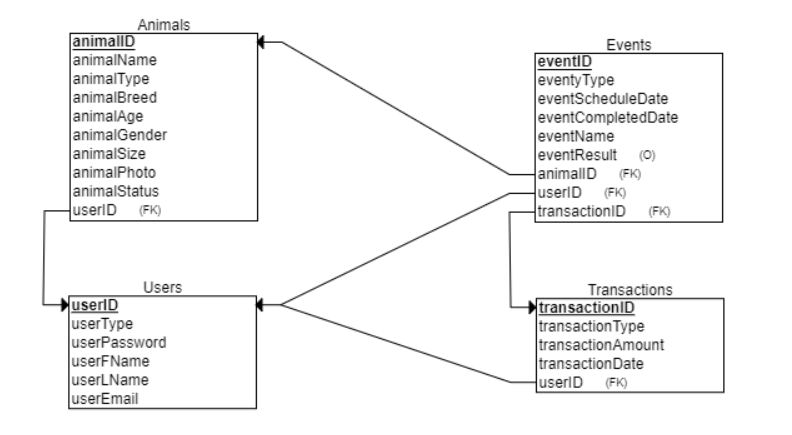 Animals
animalID
animalName
animalType
animalBreed
animalAge
animalGender
animalSize
animalPhoto
animalStatus
userID (FK)
Events
eventID
eventyType
eventScheduleDate
eventCompletedDate
eventName
eventResult (O)
animalID (FK)
userID (FK)
transactionID (FK)
Users
userID
userType
userPassword
userFName
userLName
userEmail
Transactions
transactionID
transactionType
transactionAmount
transactionDate
userID (FK)